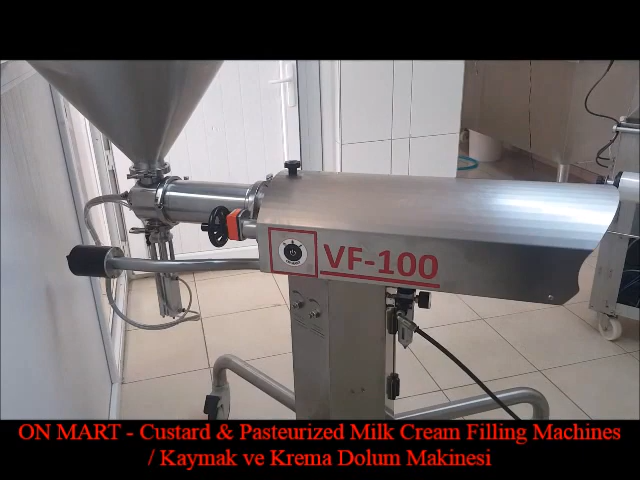 VF-100
ON MART - Custard & Pasteurized Milk Cream Filling Machines
/ Kaymak ve Krema Dolum Makinesi